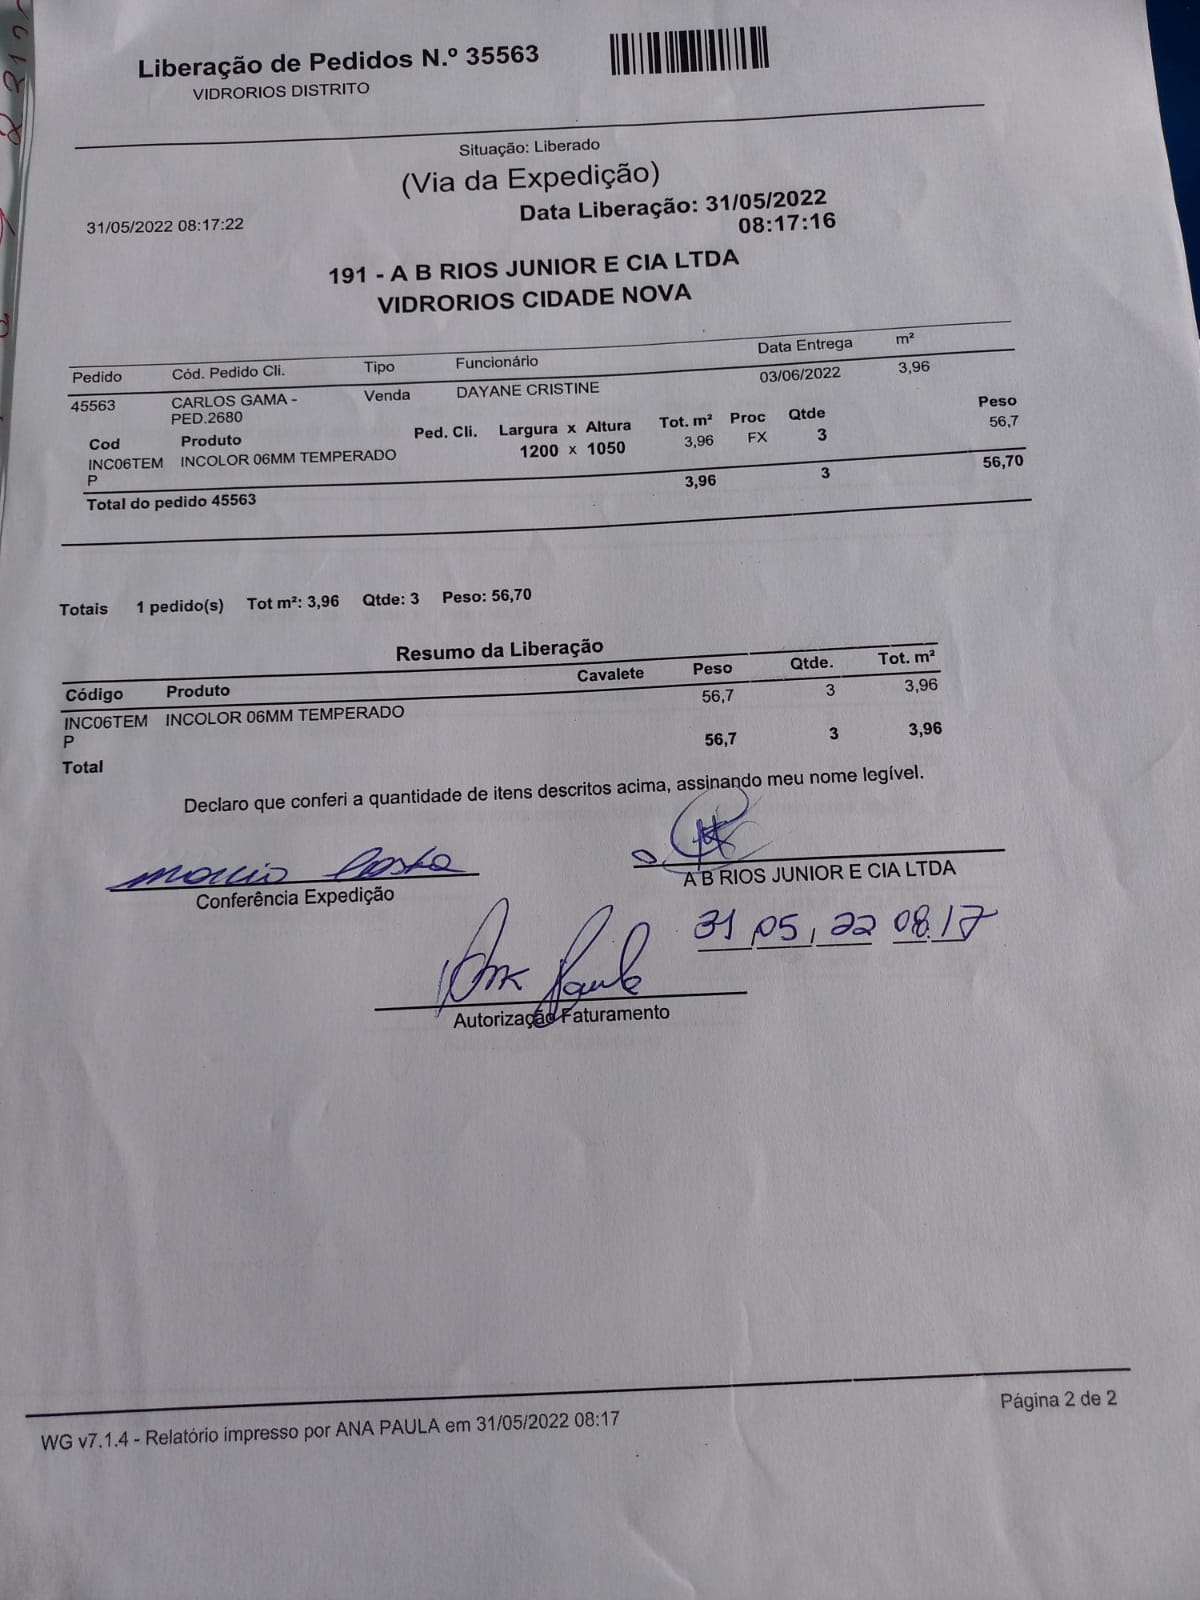 Liberação de Pedidos N.º 35563
VIDRORIOS DISTRITO
Situação: Liberado
(Via da Expedição)
31/05/2022 08:17:22
Data Liberação: 31/05/2022
08:17:16
191 - A B RIOS JUNIOR E CIA LTDA
VIDRORIOS CIDADE NOVA
Pedido Cód. Pedido Cli. Tipo Funcionário Data Entrega m²
45563 CARLOS GAMA - Venda DAYANE CRISTINE 03/06/2022 3,96
PED.2680
Cod Produto Ped. Cli. Largura x Altura Tot. m² Proc Qtde Peso
INC06TEM INCOLOR 06MM TEMPERADO 1200 x 1050 3,96 FX 3 56,7
P
Total do pedido 45563 3,96 3 56,70
Totais 1 pedido(s) Tot m²: 3,96 Qtde: 3 Peso: 56,70
Resumo da Liberação
Código Produto Cavalete Peso Qtde. Tot. m²
INC06TEM INCOLOR 06MM TEMPERADO 56,7 3 3,96
P
Total 56,7 3 3,96
Declaro que conferi a quantidade de itens descritos acima, assinando meu nome legível.
Marcio Costa
Conferência Expedição
A B RIOS JUNIOR E CIA LTDA
31,05,22 08:17
Ana Paula
Autorização Faturamento
Página 2 de 2
WG v7.1.4 - Relatório impresso por ANA PAULA em 31/05/2022 08:17